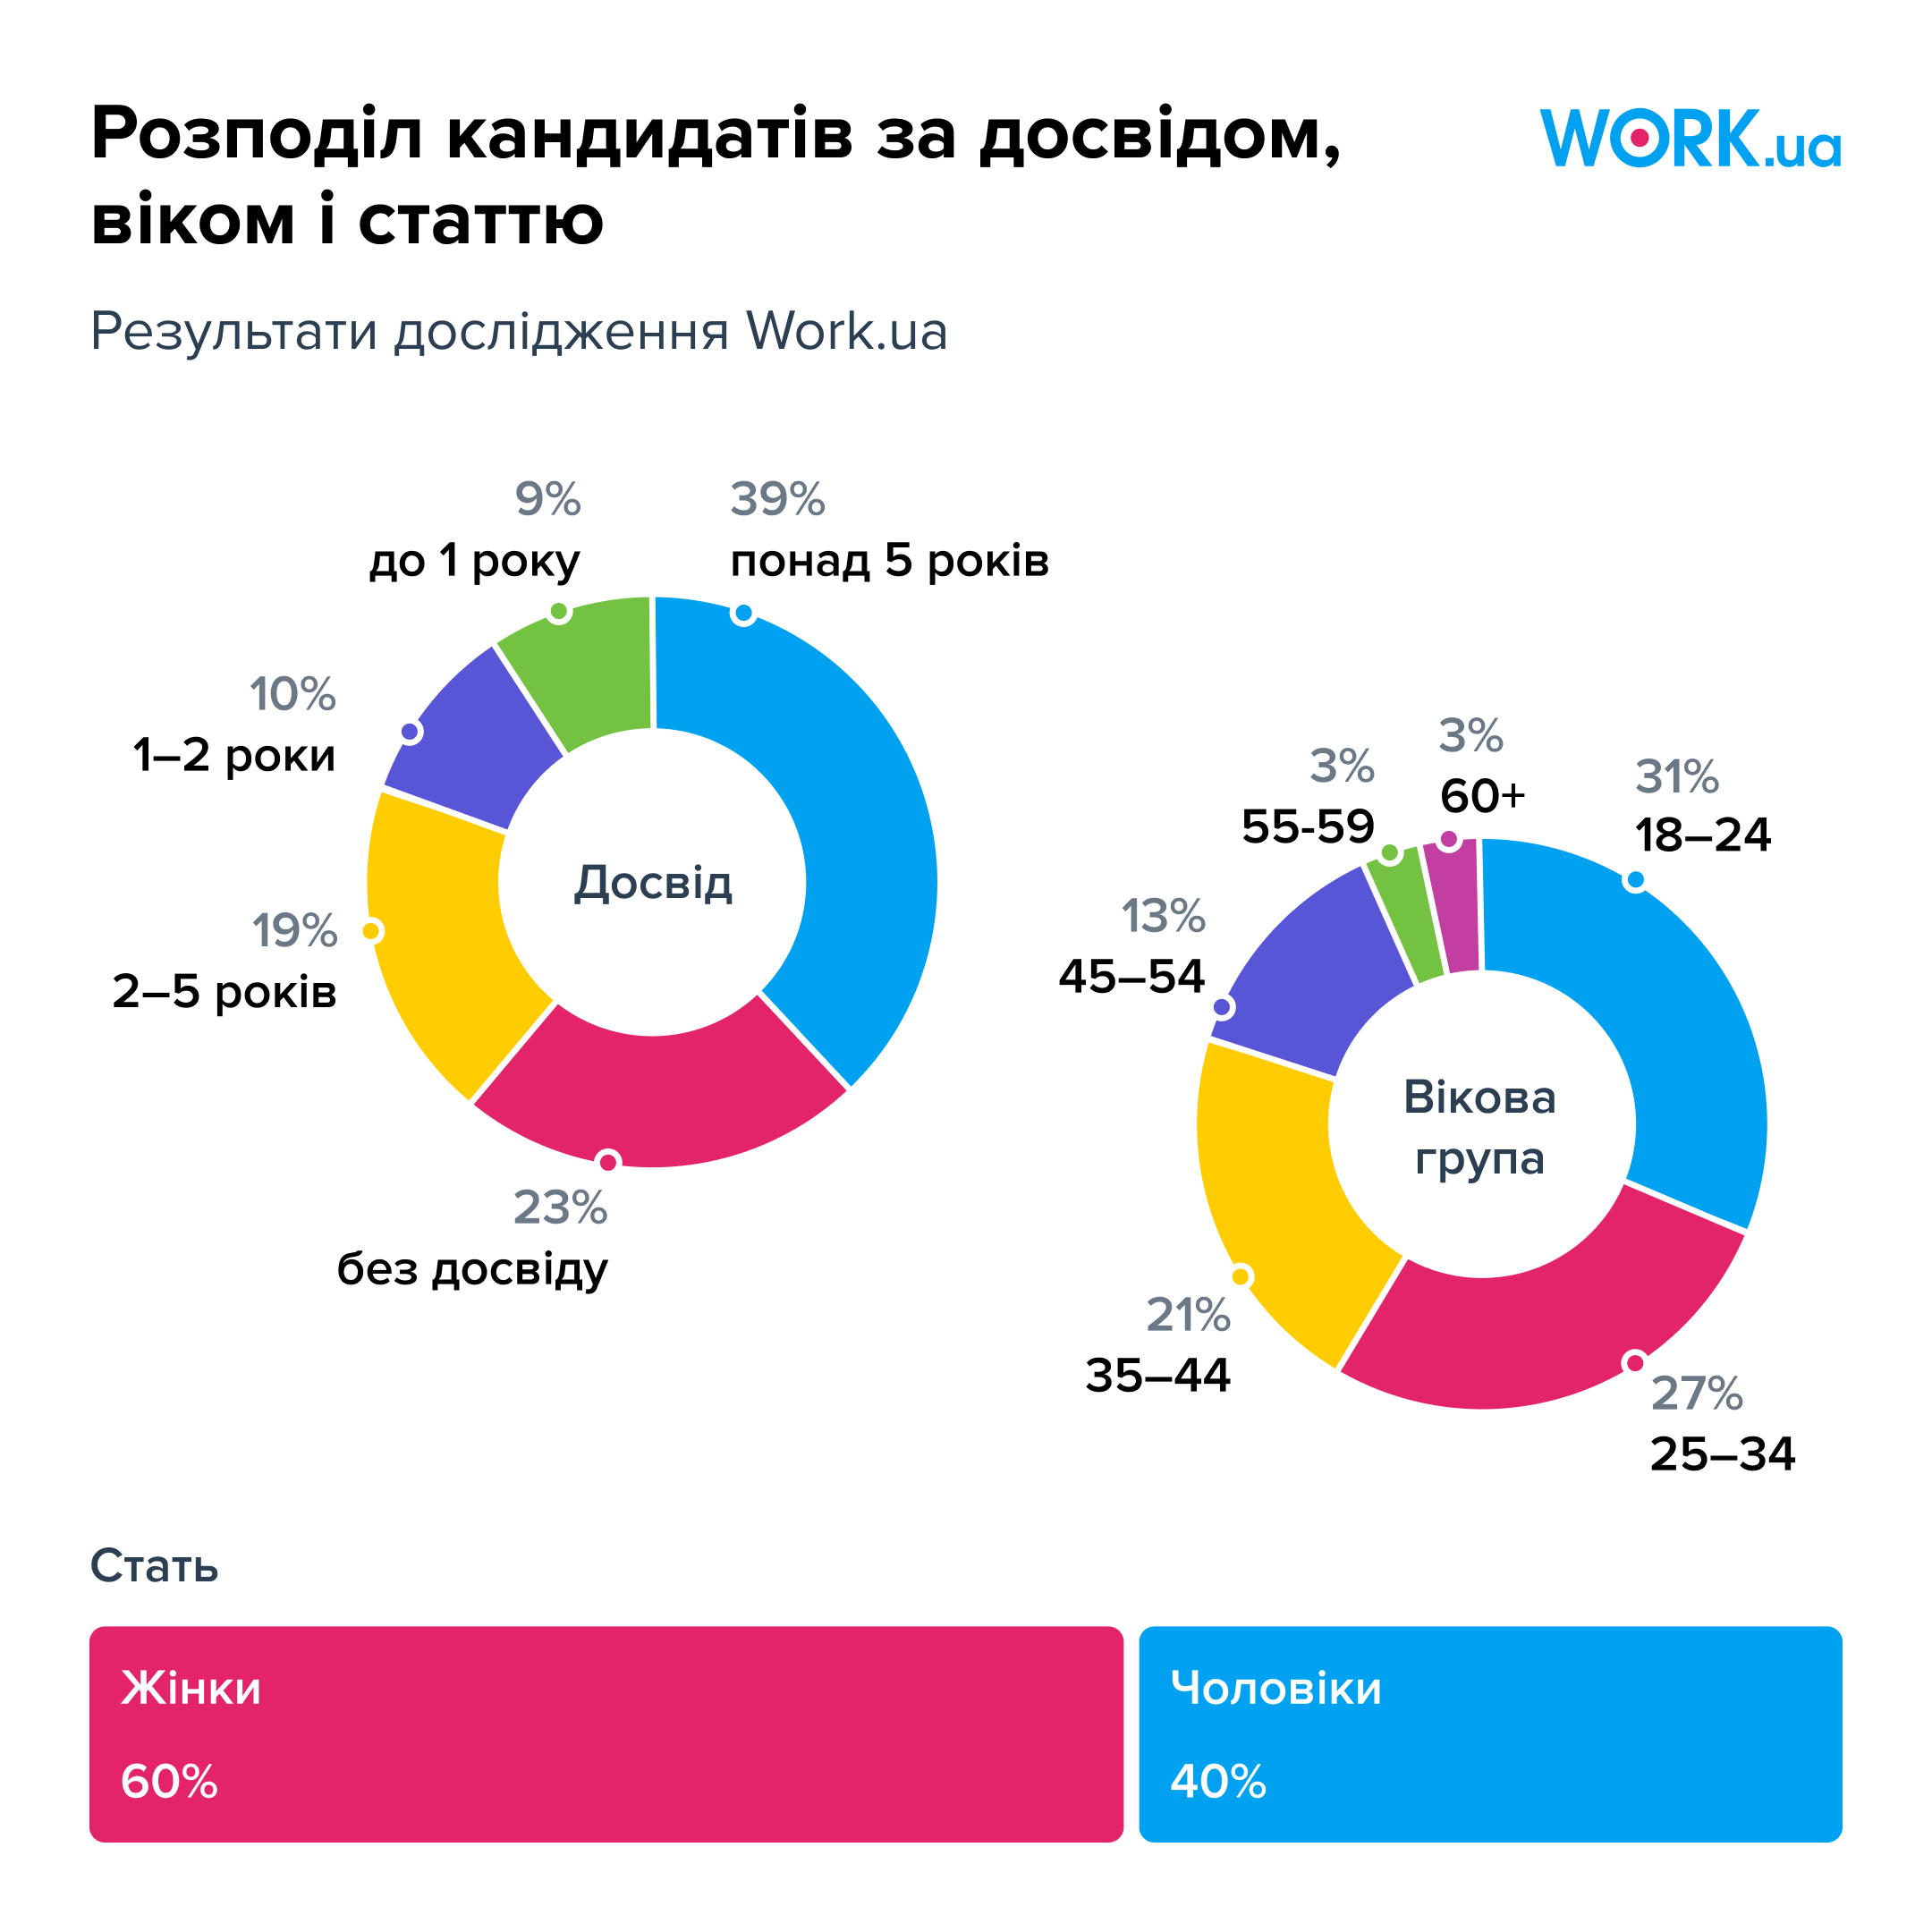 Розподіл кандидатів за досвідом,
віком і статтю
WORK.ua
Результати дослідження Work.ua
9%
до 1 року
39%
понад 5 років
10%
1–2 роки
19%
2–5 років
Досвід
23%
без досвіду
3%
55-59
3%
60+
31%
18–24
13%
45–54
Вікова
група
21%
35–44
27%
25–34
Стать
Жінки
60%
Чоловіки
40%